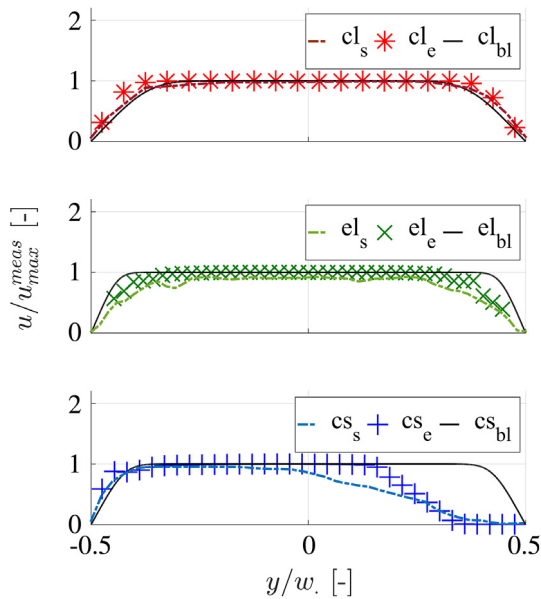 2
cl_s cl_e cl_bl
1
0
2
el_s el_e el_bl
1
0
u/u_max^meas [-]
2
cs_s cs_e cs_bl
1
0
-0.5 0 0.5
y/w. [-]